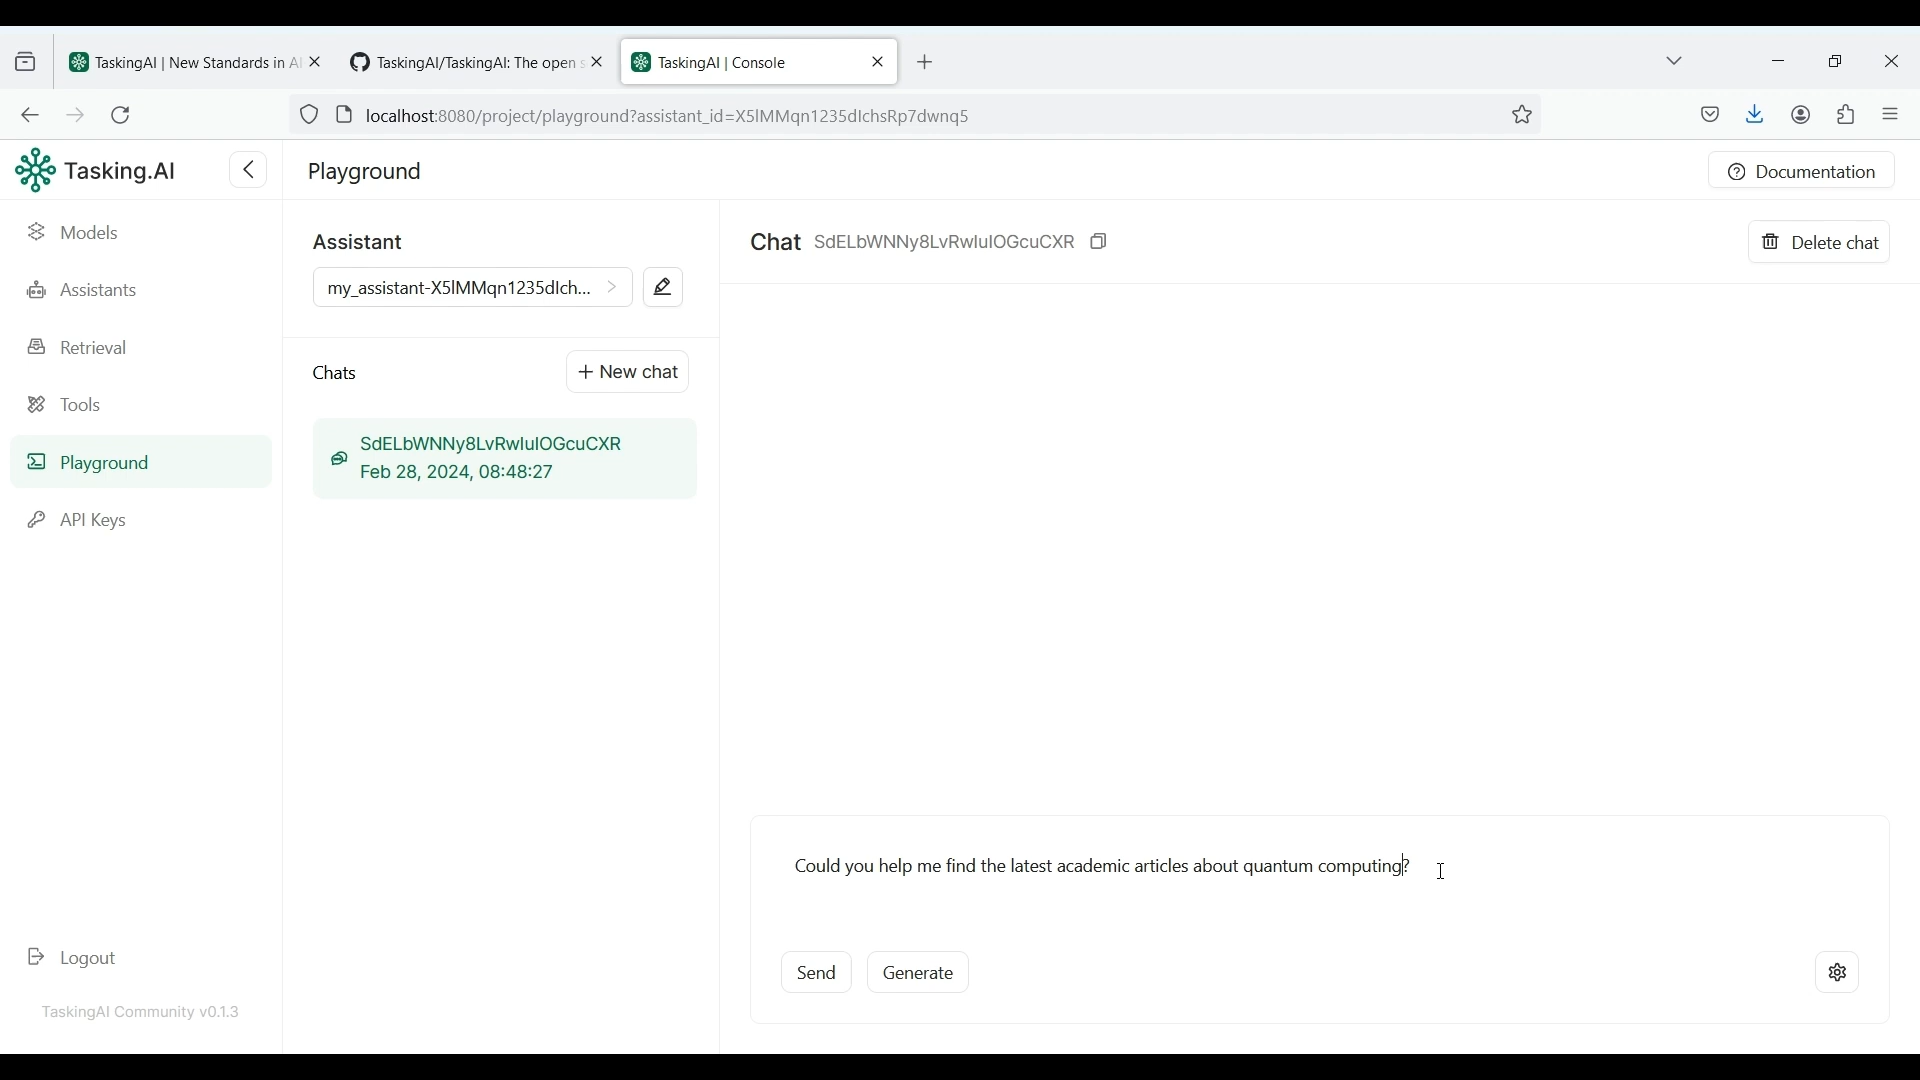 TaskingAI | New Standards in AI
TaskingAI/TaskingAI: The open s
TaskingAI | Console
localhost:8080/project/playground?assistant_id=X5lMMqn1235dlchsRp7dwnq5
Tasking.AI
Playground
Documentation
Models
Assistants
Retrieval
Tools
Playground
API Keys
Logout
TaskingAI Community v0.1.3
Assistant
my_assistant-X5lMMqn1235dlch...
Chats
New chat
SdELbWNNy8LvRwluIOGcuCXR
Feb 28, 2024, 08:48:27
Chat SdELbWNNy8LvRwluIOGcuCXR
Delete chat
Could you help me find the latest academic articles about quantum computing?
Send
Generate